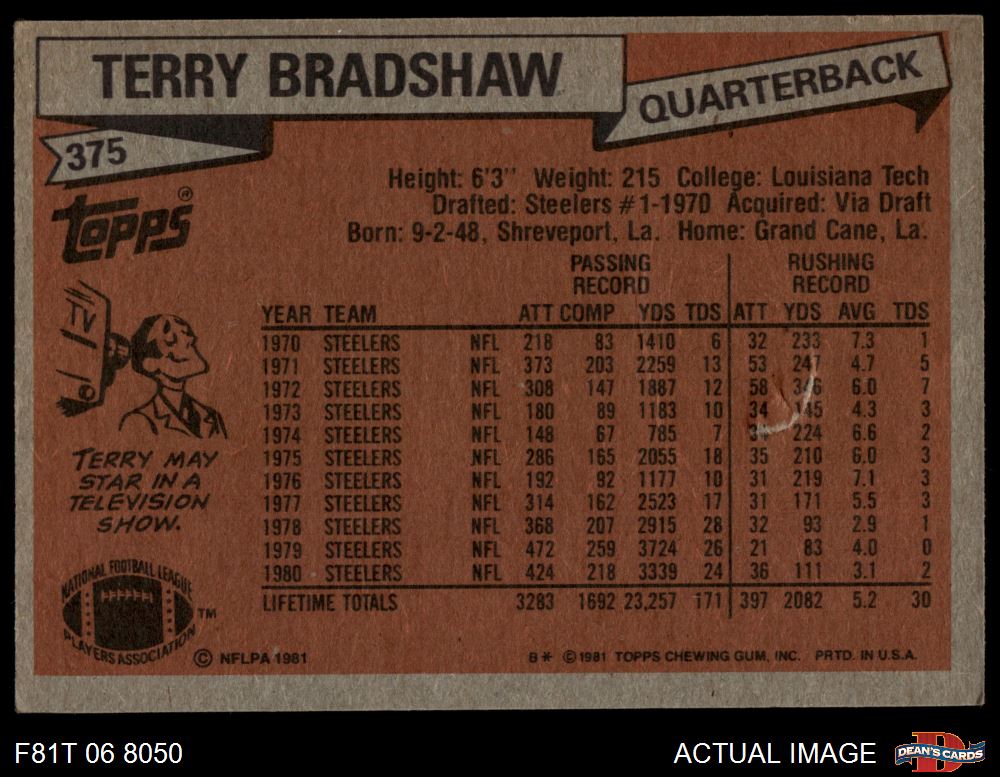 TERRY BRADSHAW
QUARTERBACK
375
Topps®
Height: 6'3" Weight: 215 College: Louisiana Tech
Drafted: Steelers #1-1970 Acquired: Via Draft
Born: 9-2-48, Shreveport, La. Home: Grand Cane, La.
PASSING RECORD RUSHING RECORD
YEAR TEAM ATT COMP YDS TDS ATT YDS AVG TDS
1970 STEELERS NFL 218 83 1410 6 32 233 7.3 1
1971 STEELERS NFL 373 203 2259 13 53 247 4.7 5
1972 STEELERS NFL 308 147 1887 12 58 346 6.0 7
1973 STEELERS NFL 180 89 1183 10 34 145 4.3 3
1974 STEELERS NFL 148 67 785 7 34 224 6.6 2
1975 STEELERS NFL 286 165 2055 18 35 210 6.0 3
1976 STEELERS NFL 192 92 1177 10 31 219 7.1 3
1977 STEELERS NFL 314 162 2523 17 31 171 5.5 3
1978 STEELERS NFL 368 207 2915 28 32 93 2.9 1
1979 STEELERS NFL 472 259 3724 26 21 83 4.0 0
1980 STEELERS NFL 424 218 3339 24 36 111 3.1 2
LIFETIME TOTALS 3283 1692 23,257 171 397 2082 5.2 30
TV
TERRY MAY
STAR IN A
TELEVISION
SHOW.
NATIONAL FOOTBALL LEAGUE
PLAYERS ASSOCIATION
TM
© NFLPA 1981
B* © 1981 TOPPS CHEWING GUM, INC. PRTD. IN U.S.A.
F81T 06 8050
ACTUAL IMAGE
D
DEAN'S CARDS